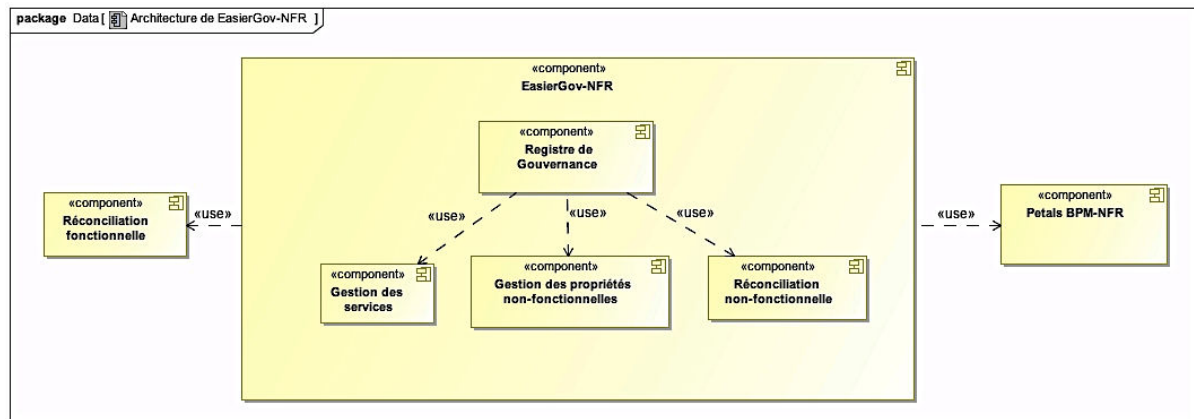 package Data [ Architecture de EasierGov-NFR ]
«component»
EasierGov-NFR
«component»
Registre de
Gouvernance
«component»
Réconciliation
fonctionnelle
«use»
«use»
«use»
«use»
«use»
«component»
Petals BPM-NFR
«component»
Gestion des
services
«component»
Gestion des propriétés
non-fonctionnelles
«component»
Réconciliation
non-fonctionnelle